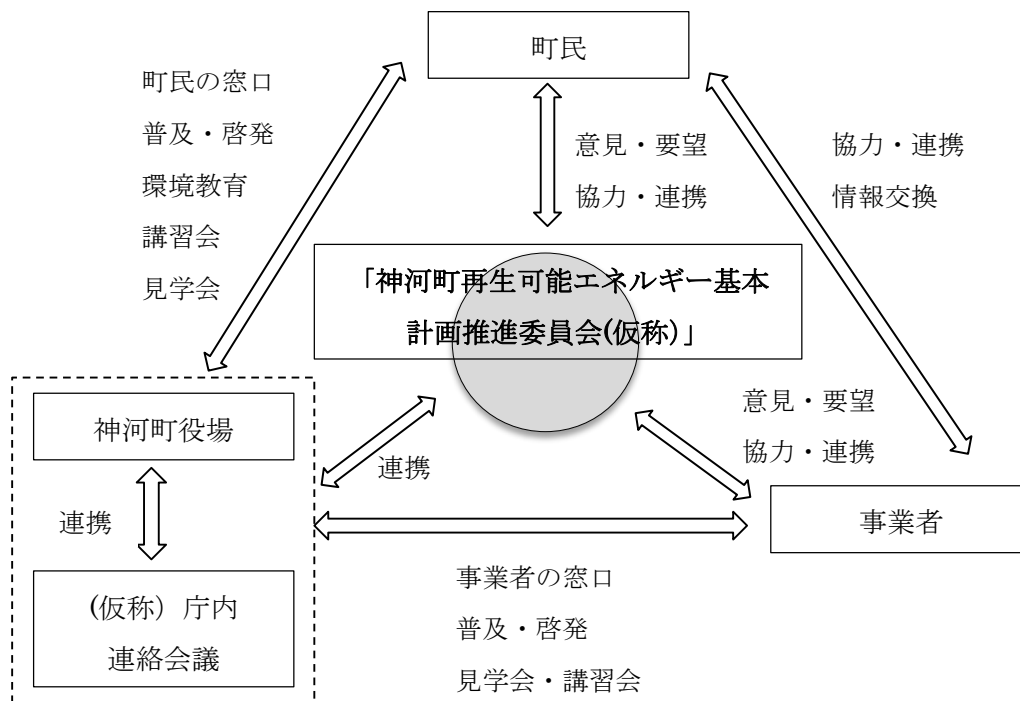 町民
町民の窓口
普及・啓発
環境教育
講習会
見学会
意見・要望
協力・連携
協力・連携
情報交換
「神河町再生可能エネルギー基本
計画推進委員会(仮称)」
神河町役場
連携
(仮称）庁内
連絡会議
連携
意見・要望
協力・連携
事業者
事業者の窓口
普及・啓発
見学会・講習会